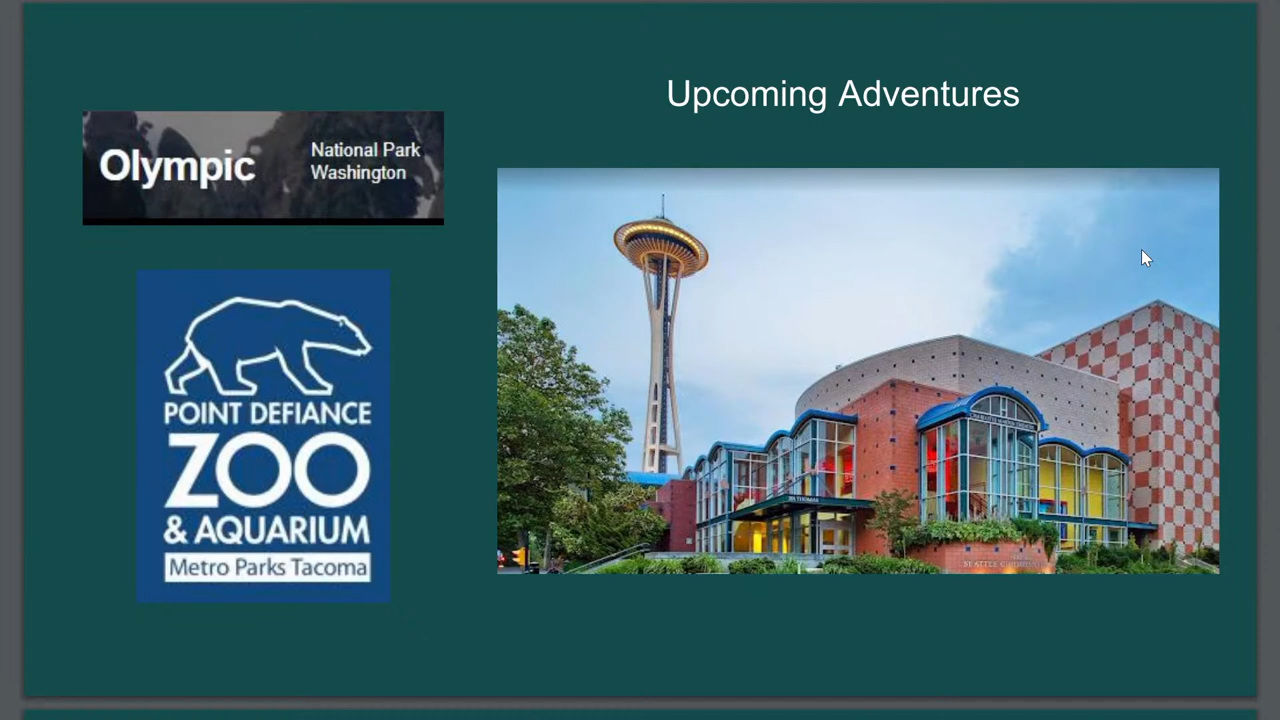 Upcoming Adventures
Olympic
National Park
Washington
POINT DEFIANCE
ZOO
& AQUARIUM
Metro Parks Tacoma